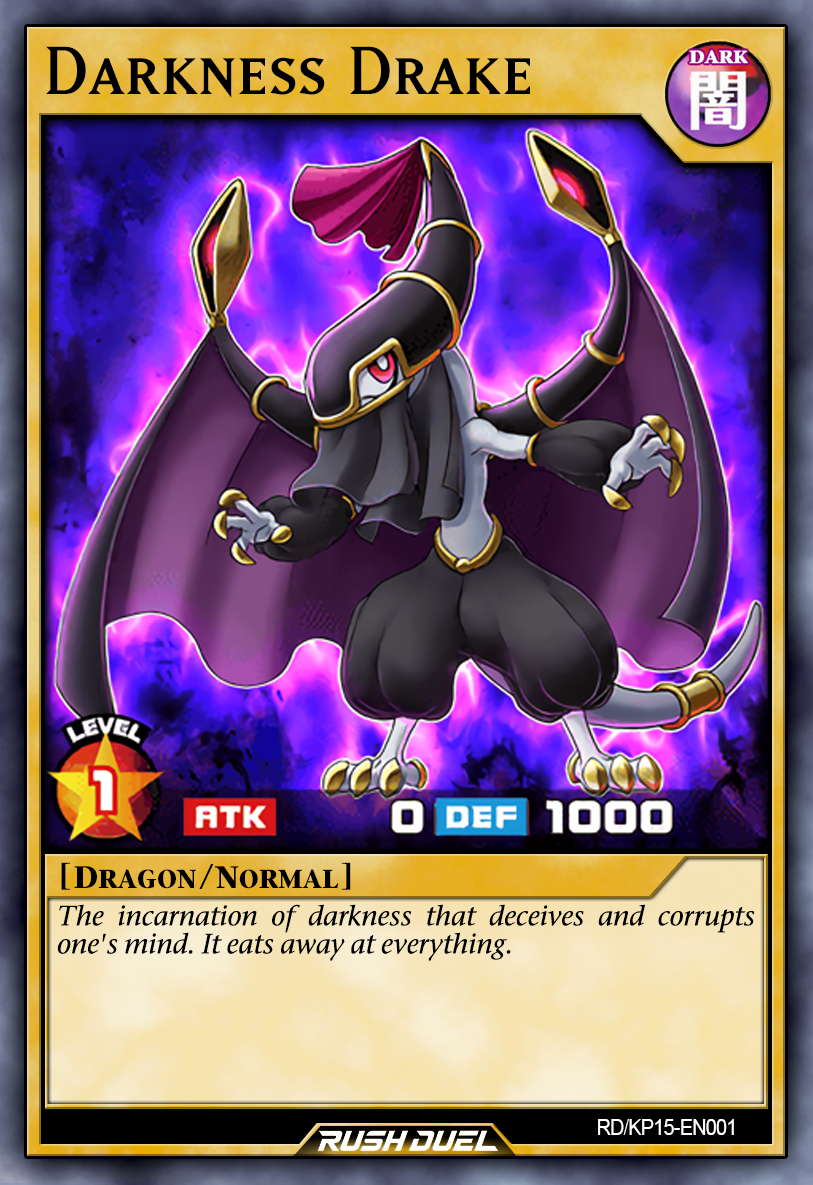 Darkness Drake
DARK
闇
LEVEL
1
ATK 0 DEF 1000
[Dragon/Normal]
The incarnation of darkness that deceives and corrupts
one's mind. It eats away at everything.
RD/KP15-EN001
RUSH DUEL